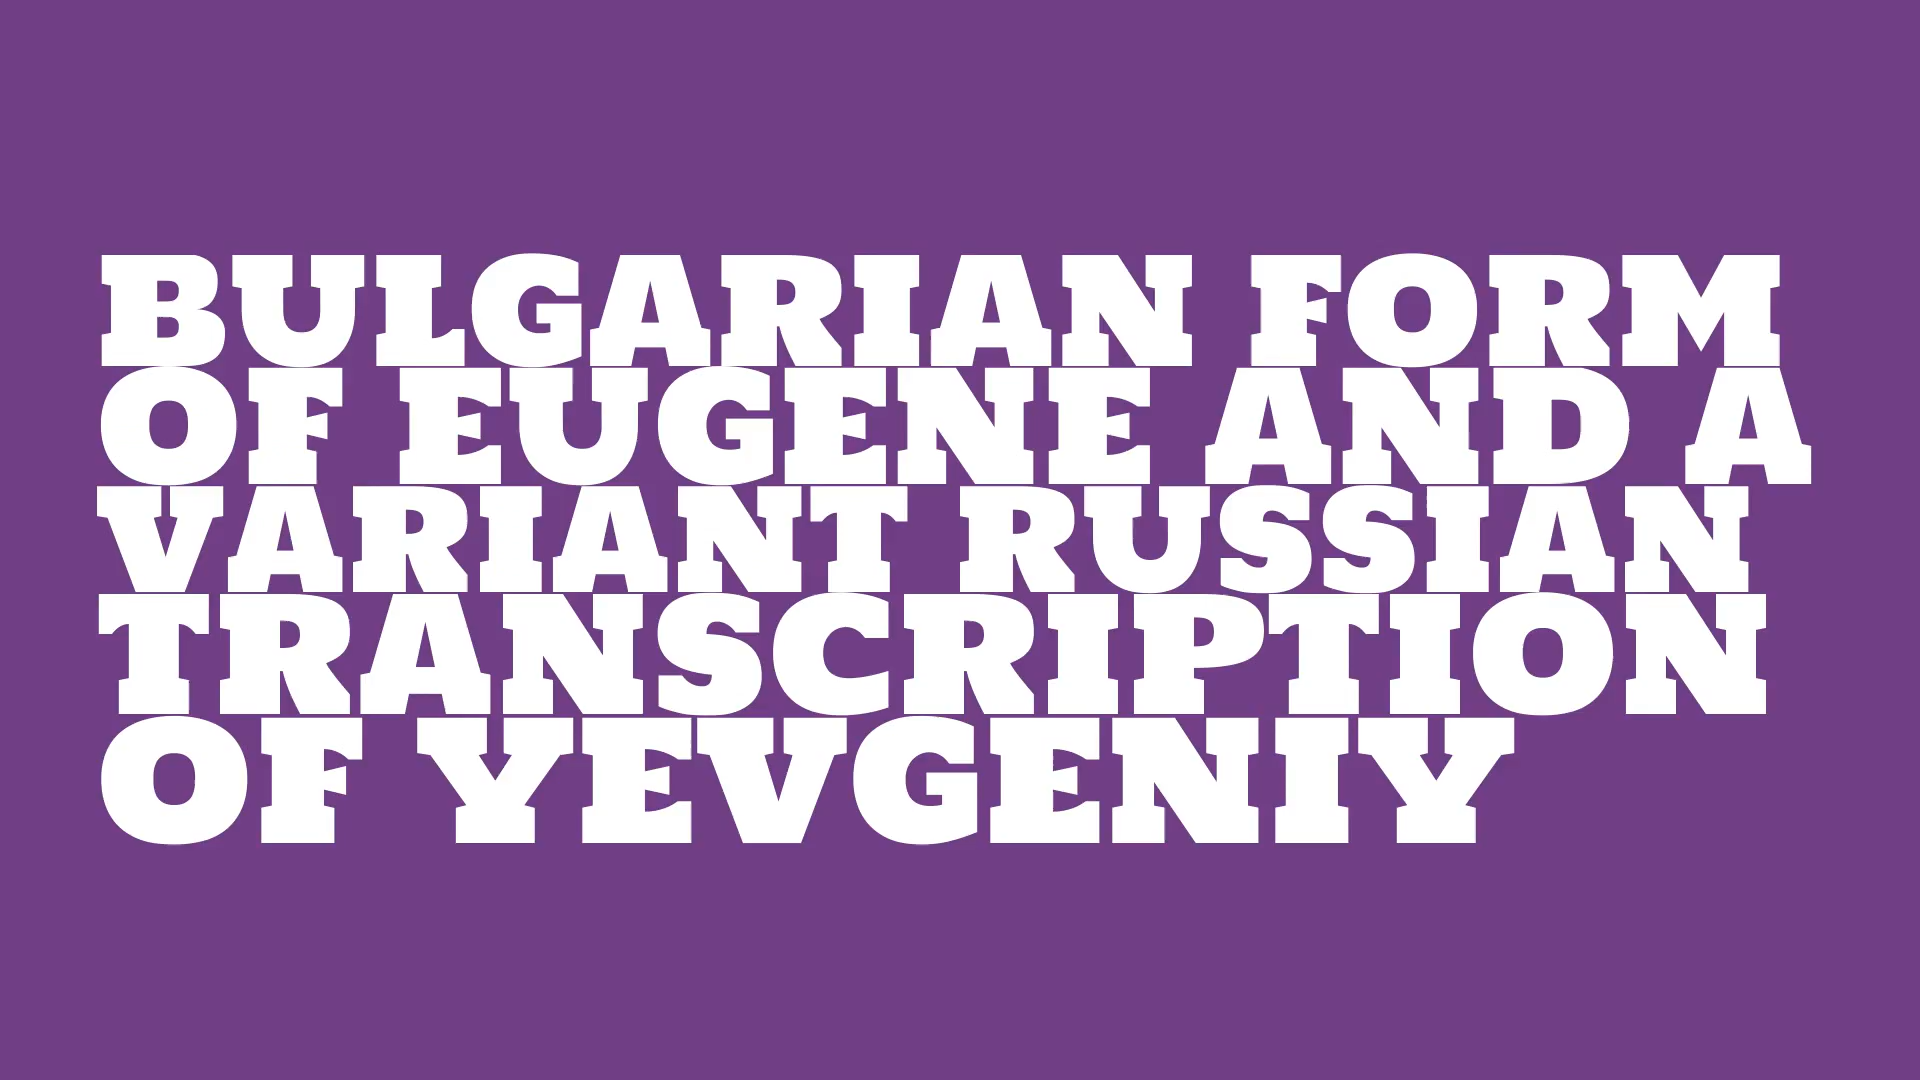 BULGARIAN FORM
OF EUGENE AND A
VARIANT RUSSIAN
TRANSCRIPTION
OF YEVGENIY